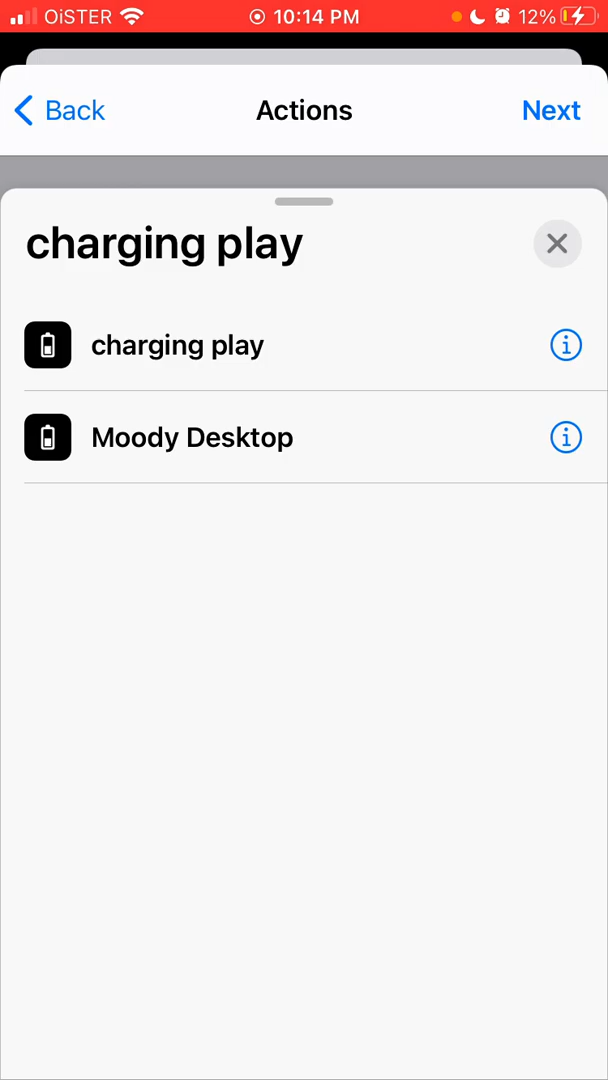 OiSTER 10:14 PM 12%
Back Actions Next
charging play
charging play
Moody Desktop